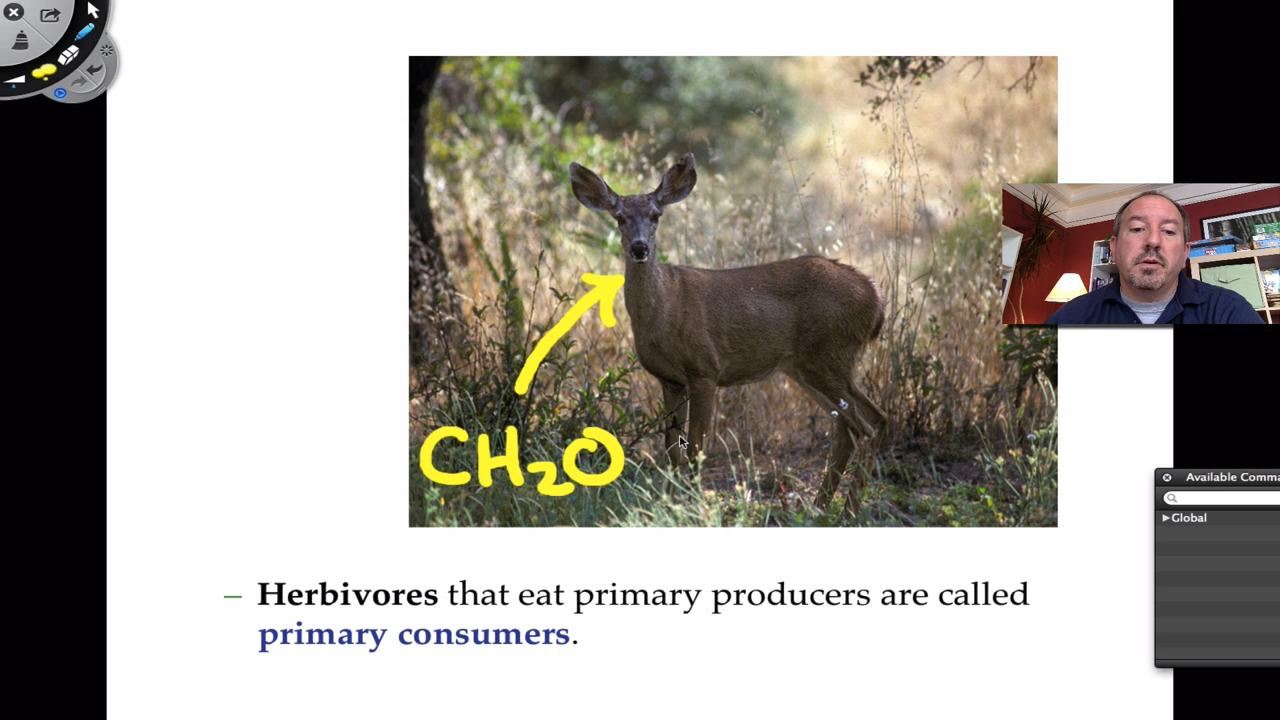 CH2O
Available Comma
Global
– Herbivores that eat primary producers are called
primary consumers.